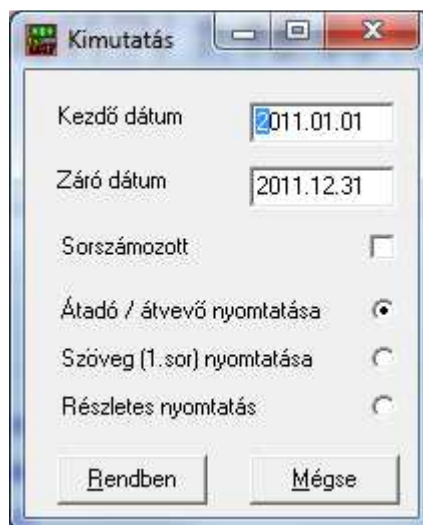 Kimutatás
Kezdő dátum 2011.01.01
Záró dátum 2011.12.31
Sorszámozott
Átadó / átvevő nyomtatása
Szöveg (1.sor) nyomtatása
Részletes nyomtatás
Rendben Mégse